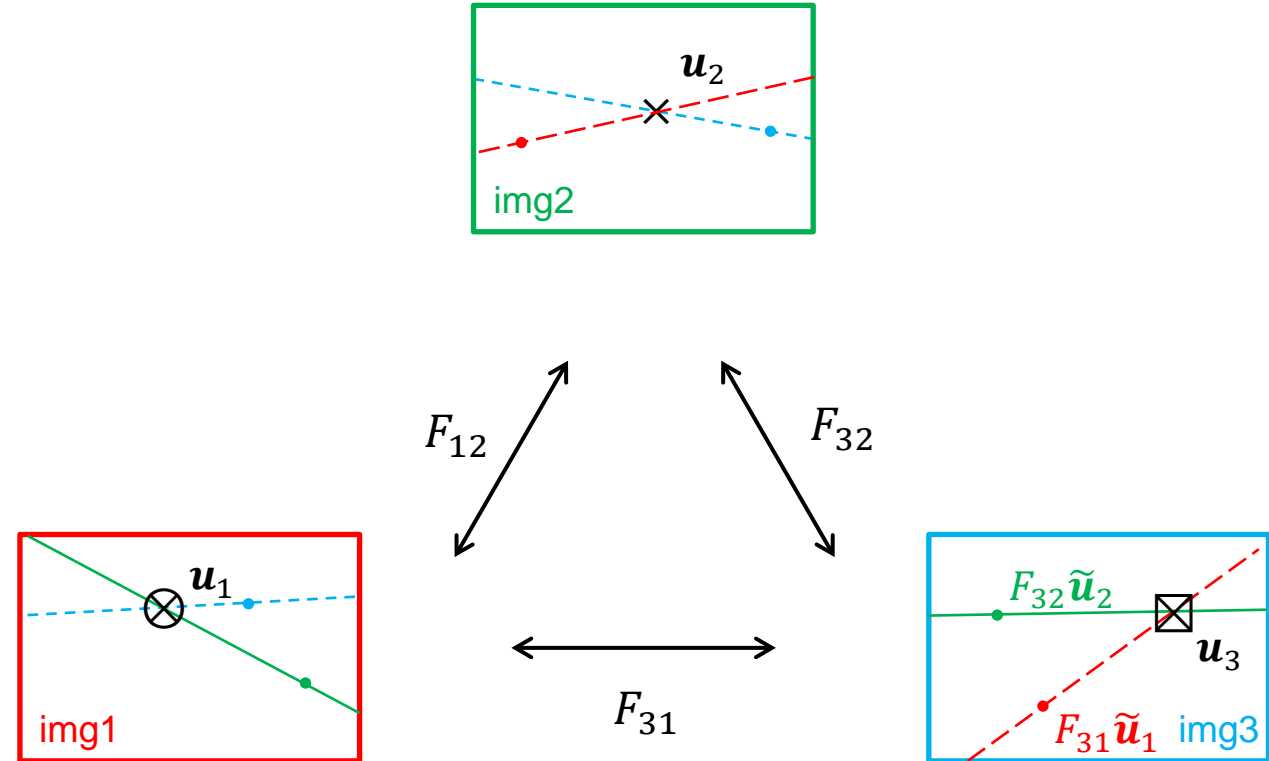 𝒖₂
img2
F₁₂
F₃₂
𝒖₁
img1
F₃₁
F₃₂𝒖̃₂
𝒖₃
F₃₁𝒖̃₁ img3